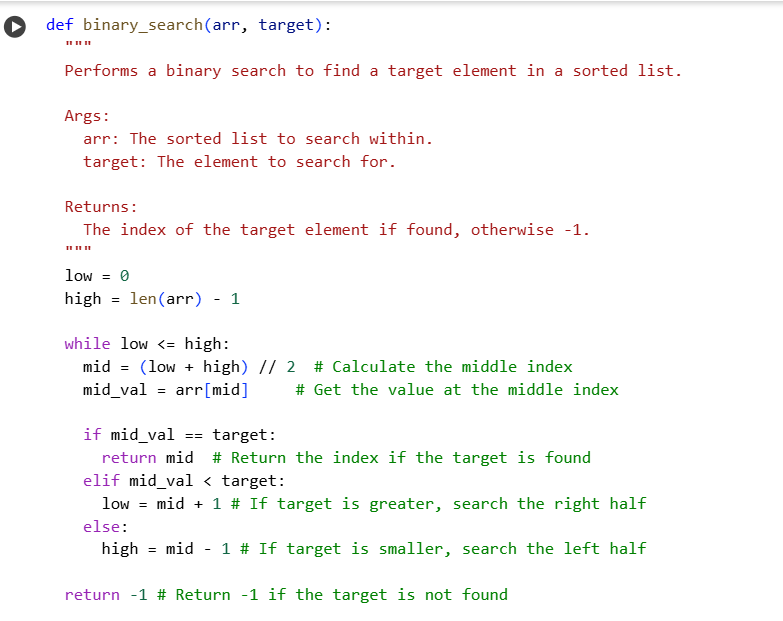 def binary_search(arr, target):
"""
Performs a binary search to find a target element in a sorted list.
Args:
arr: The sorted list to search within.
target: The element to search for.
Returns:
The index of the target element if found, otherwise -1.
"""
low = 0
high = len(arr) - 1
while low <= high:
mid = (low + high) // 2  # Calculate the middle index
mid_val = arr[mid]     # Get the value at the middle index
if mid_val == target:
return mid  # Return the index if the target is found
elif mid_val < target:
low = mid + 1 # If target is greater, search the right half
else:
high = mid - 1 # If target is smaller, search the left half
return -1 # Return -1 if the target is not found